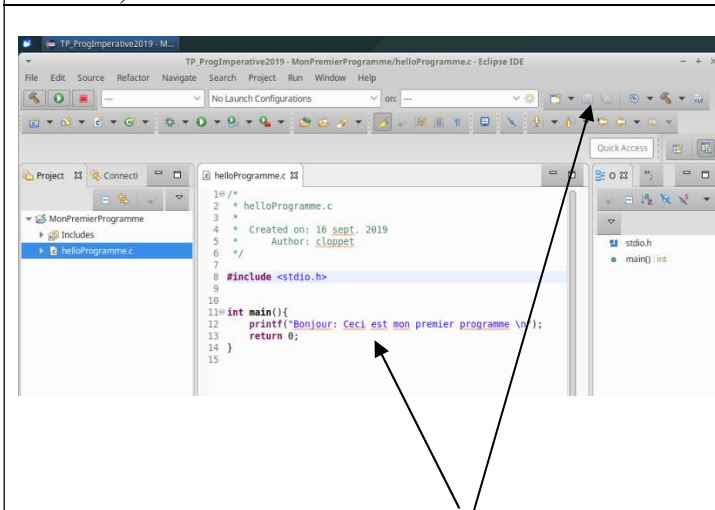 TP_ProgImperative2019 - M...
TP_ProgImperative2019 - MonPremierProgramme/helloProgramme.c - Eclipse IDE
File Edit Source Refactor Navigate Search Project Run Window Help
--- No Launch Configurations on: ---
Quick Access
Project Connecti
helloProgramme.c
O
MonPremierProgramme
Includes
helloProgramme.c
1 /*
2 * helloProgramme.c
3 *
4 * Created on: 16 sept. 2019
5 * Author: cloppet
6 */
7
8 #include <stdio.h>
9
10
11 int main(){
12 printf("Bonjour: Ceci est mon premier programme \n");
13 return 0;
14 }
15
stdio.h
main() : int